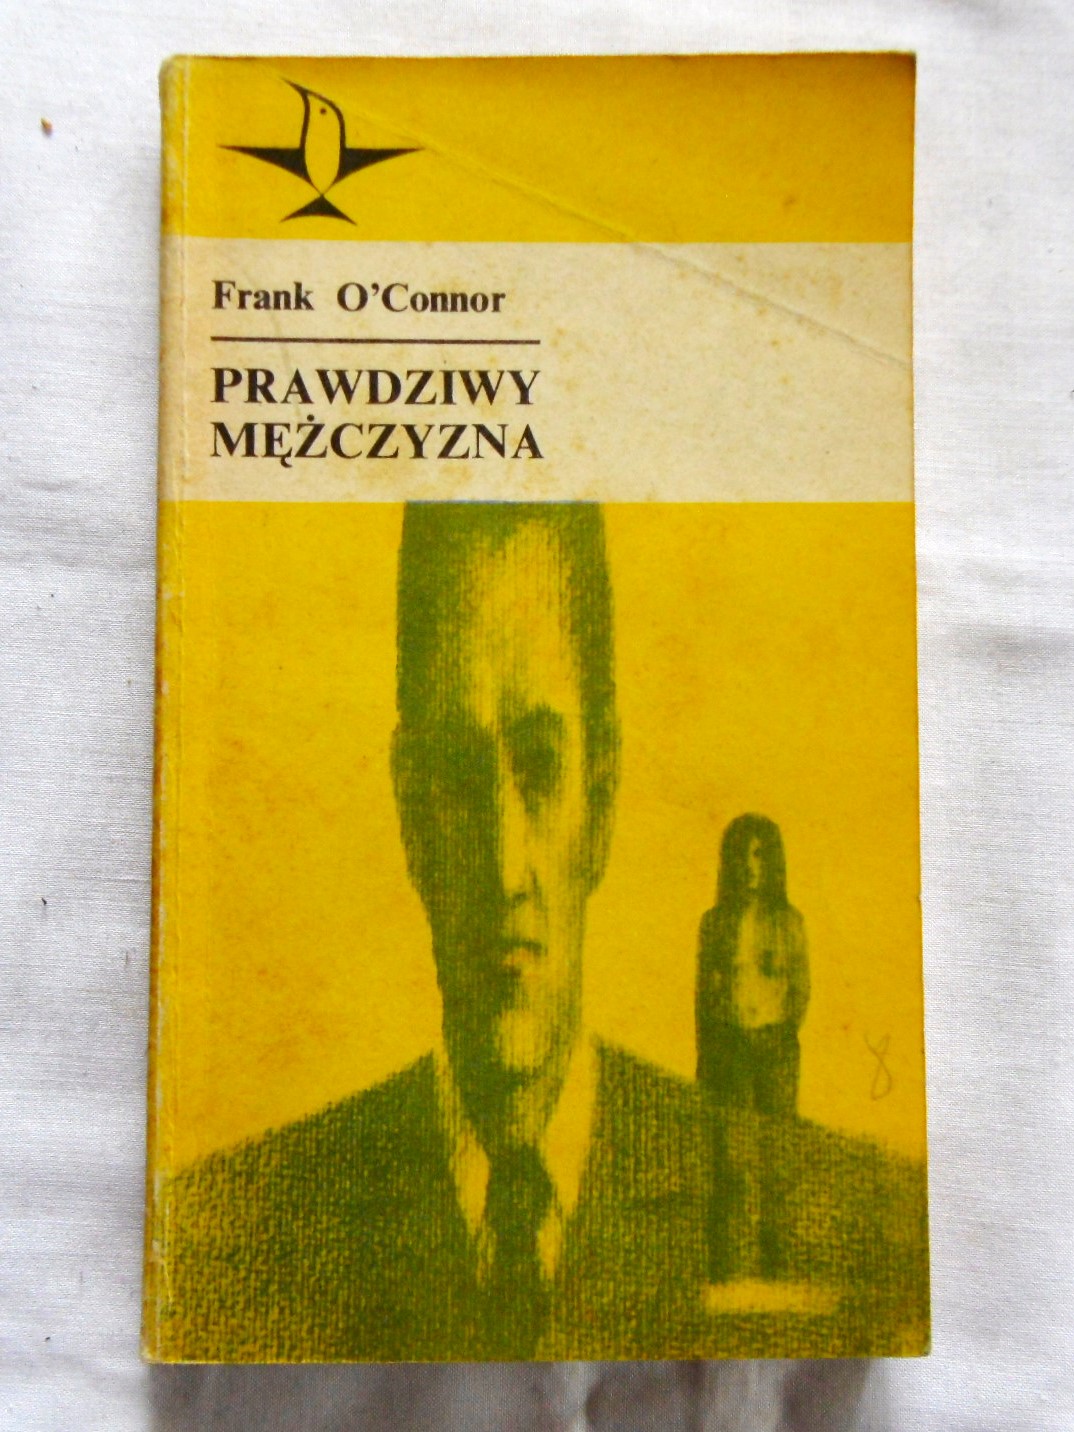 Frank O'Connor
PRAWDZIWY
MĘŻCZYZNA
8